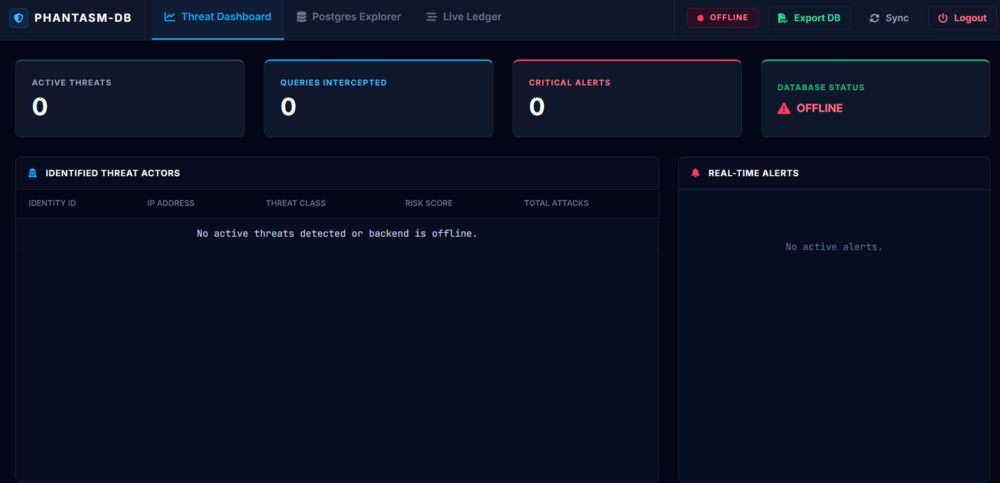 PHANTASM-DB
Threat Dashboard
Postgres Explorer
Live Ledger
OFFLINE
Export DB
Sync
Logout
ACTIVE THREATS
0
QUERIES INTERCEPTED
0
CRITICAL ALERTS
0
DATABASE STATUS
OFFLINE
IDENTIFIED THREAT ACTORS
IDENTITY ID IP ADDRESS THREAT CLASS RISK SCORE TOTAL ATTACKS
No active threats detected or backend is offline.
REAL-TIME ALERTS
No active alerts.